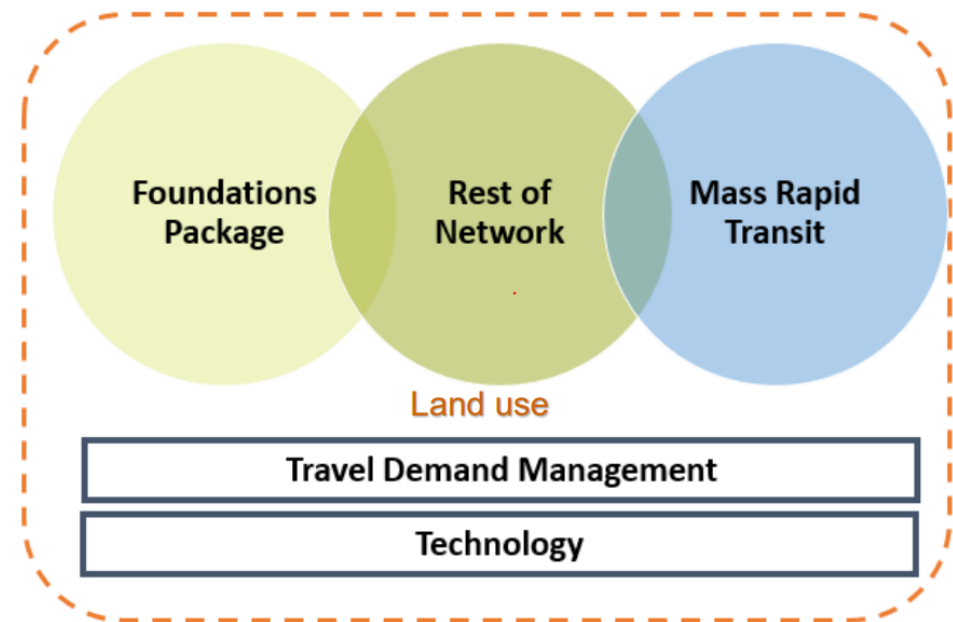 Foundations
Package
Rest of
Network
Mass Rapid
Transit
Land use
Travel Demand Management
Technology